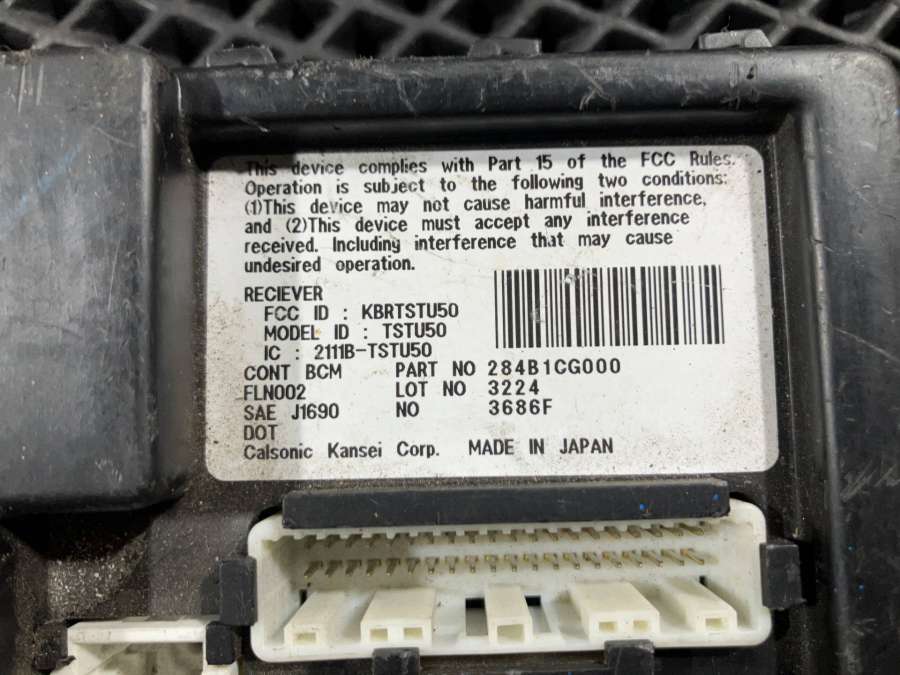 This device complies with Part 15 of the FCC Rules.
Operation is subject to the following two conditions:
(1)This device may not cause harmful interference,
and (2)This device must accept any interference
received. Including interference that may cause
undesired operation.
RECIEVER
FCC ID : KBRTSTU50
MODEL ID : TSTU50
IC : 2111B-TSTU50
CONT BCM PART NO 284B1CG000
FLN002 LOT NO 3224
SAE J1690 NO 3686F
DOT
Calsonic Kansei Corp. MADE IN JAPAN